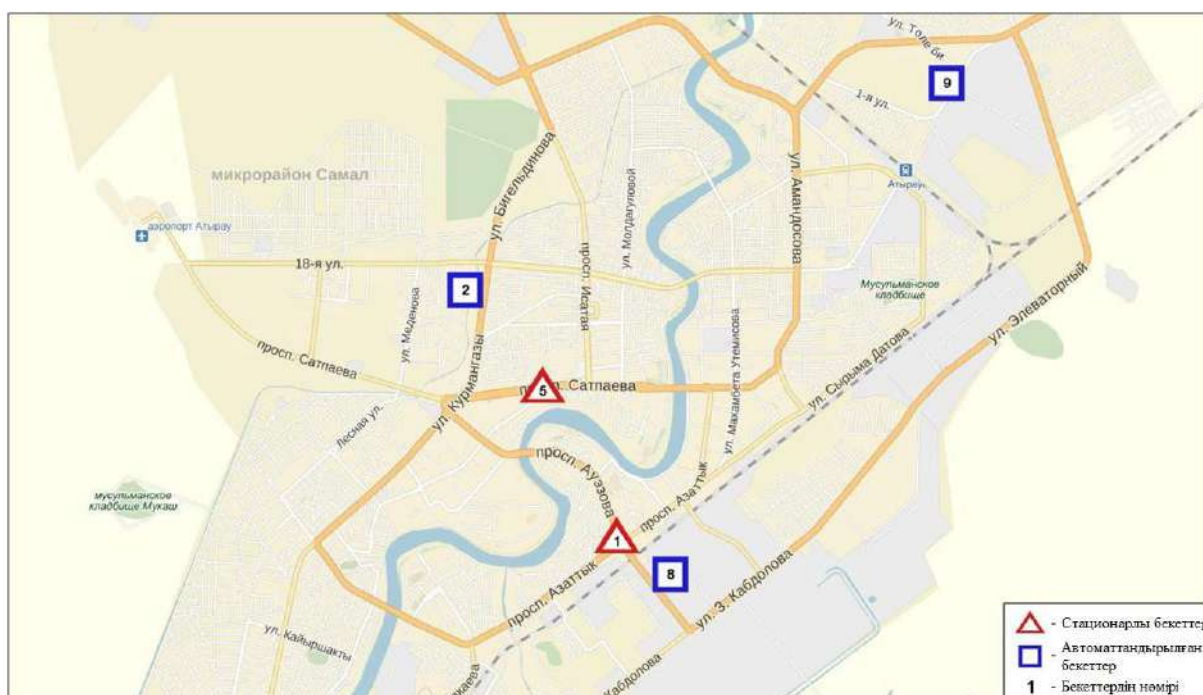 ул. Толе би
9
1-я ул.
ул. Бигельдинова
ул. Молдагуловой
ул. Амандосова
Атырау
микрорайон Самал
аэропорт Атырау
18-я ул.
2
просп. Исатая
Мусульманское
кладбище
ул. Элеваторный
ул. Меденова
просп. Сатпаева
ул. Курмангазы
5
просп. Сатпаева
ул. Махамбета Утемисова
ул. Сырыма Датова
Лесная ул.
просп. Ауэзова
просп. Азаттык
мусульманское
кладбище Мукаш
1
8
просп. Азаттык
ул. З. Кабдолова
ул. Кайыршакты
Кабдолова
- Стационарлы бекеттер
- Автоматтандырылған
бекеттер
1 - Бекеттердің нөмірі